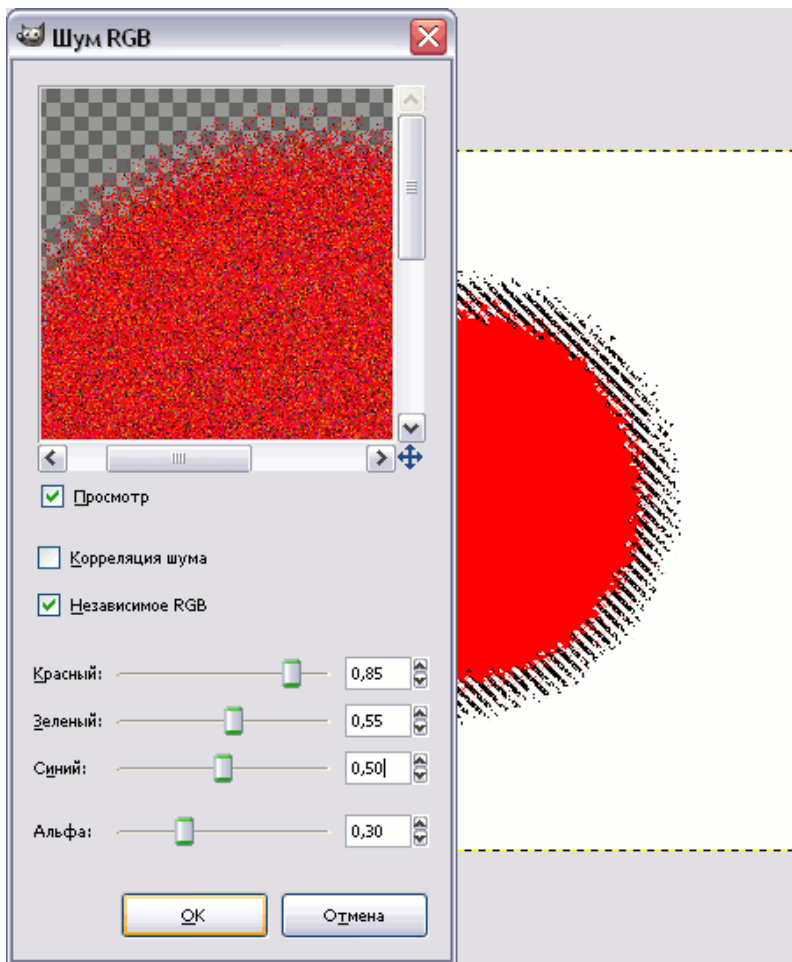 Шум RGB
Просмотр
Корреляция шума
Независимое RGB
Красный: 0,85
Зеленый: 0,55
Синий: 0,50
Альфа: 0,30
OK Отмена